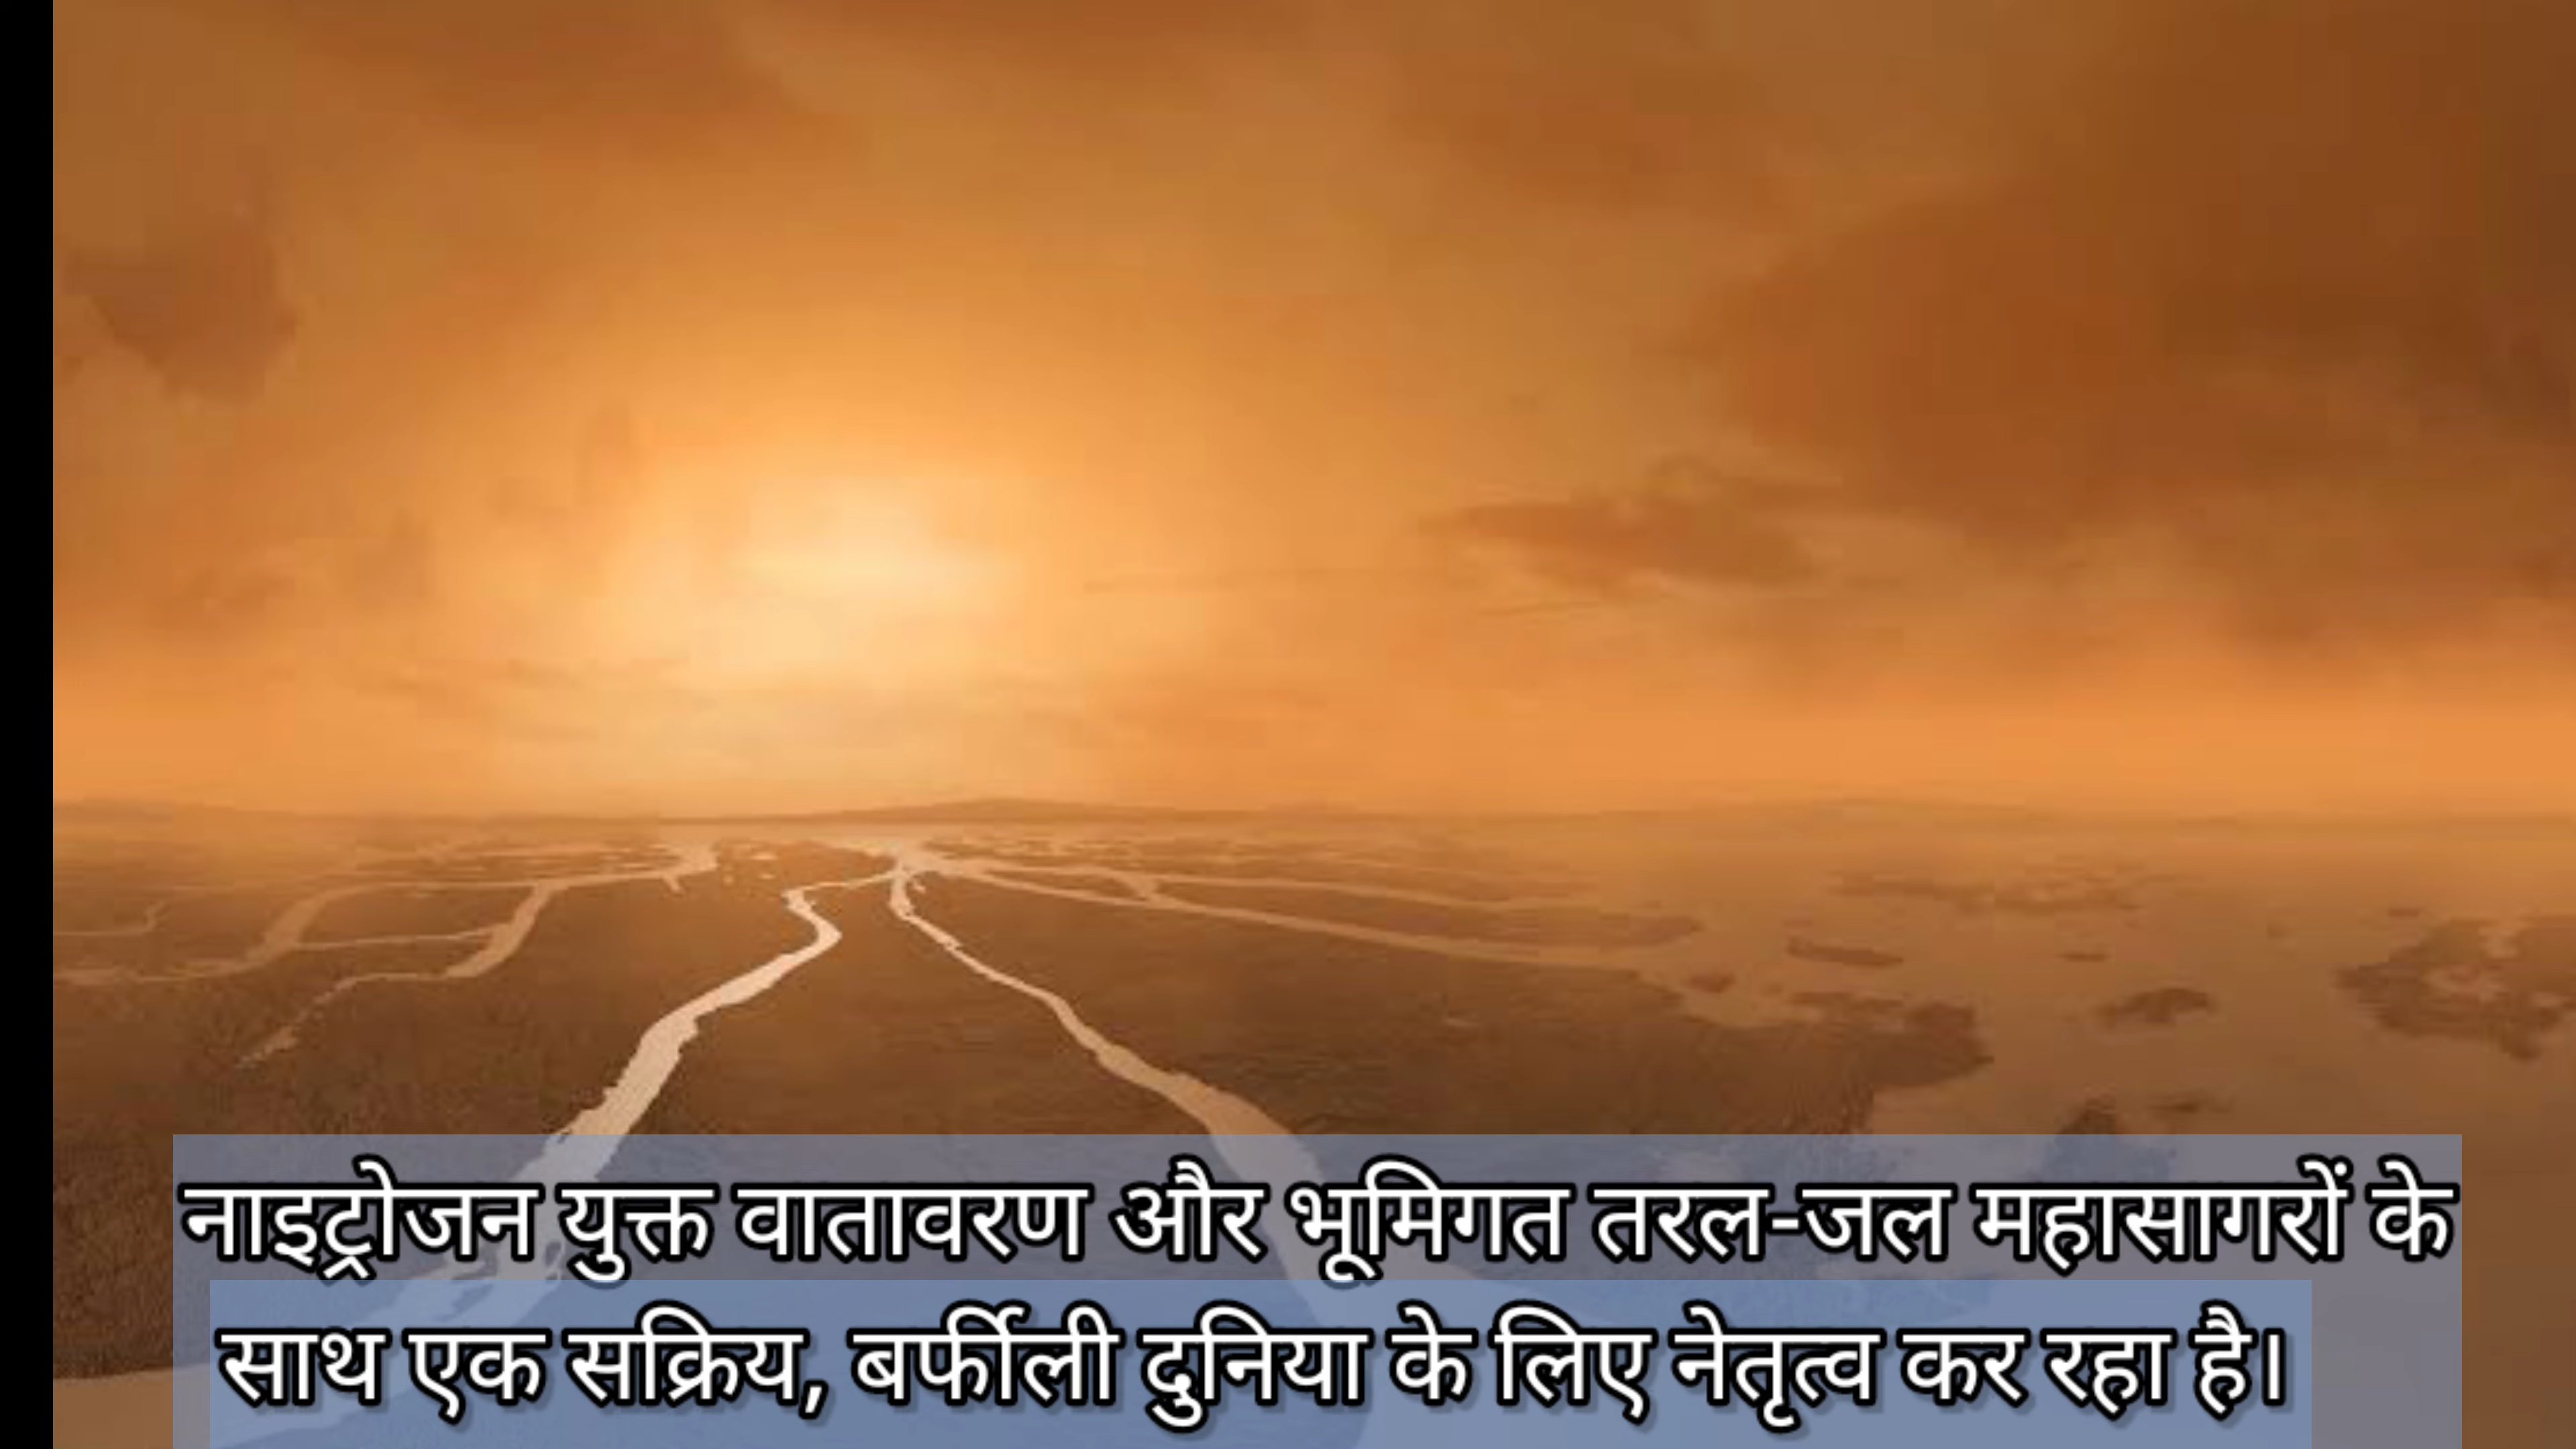 नाइट्रोजन युक्त वातावरण और भूमिगत तरल-जल महासागरों के
साथ एक सक्रिय, बर्फीली दुनिया के लिए नेतृत्व कर रहा है।